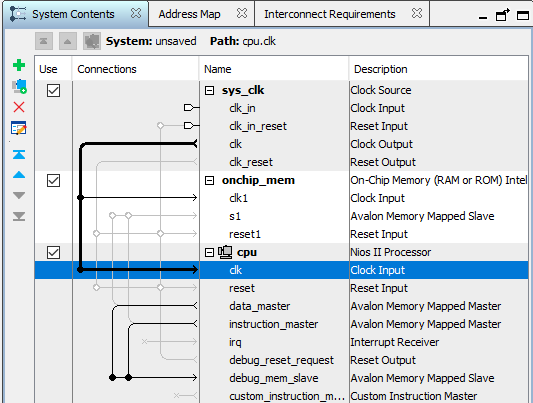 System Contents Address Map Interconnect Requirements
System: unsaved Path: cpu.clk
Use Connections Name Description
sys_clk Clock Source
clk_in Clock Input
clk_in_reset Reset Input
clk Clock Output
clk_reset Reset Output
onchip_mem On-Chip Memory (RAM or ROM) Intel
clk1 Clock Input
s1 Avalon Memory Mapped Slave
reset1 Reset Input
cpu Nios II Processor
clk Clock Input
reset Reset Input
data_master Avalon Memory Mapped Master
instruction_master Avalon Memory Mapped Master
irq Interrupt Receiver
debug_reset_request Reset Output
debug_mem_slave Avalon Memory Mapped Slave
custom_instruction_m... Custom Instruction Master